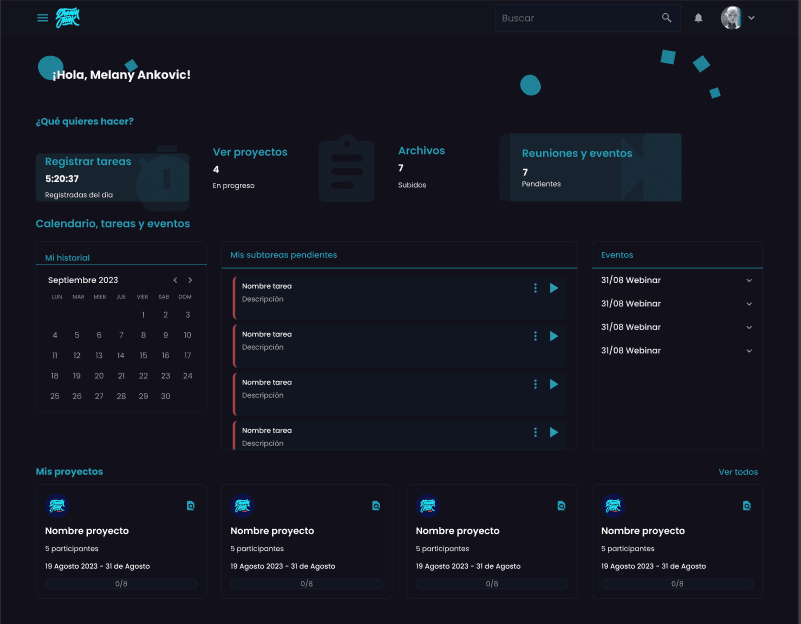 Dream Junk
Buscar
¡Hola, Melany Ankovic!
¿Qué quieres hacer?
Registrar tareas
5:20:37
Registradas del día
Ver proyectos
4
En progreso
Archivos
7
Subidos
Reuniones y eventos
7
Pendientes
Calendario, tareas y eventos
Mi historial
Septiembre 2023
LUN MAR MIER JUE VIER SAB DOM
1 2 3
4 5 6 7 8 9 10
11 12 13 14 15 16 17
18 19 20 21 22 23 24
25 26 27 28 29 30
Mis subtareas pendientes
Nombre tarea
Descripción
Nombre tarea
Descripción
Nombre tarea
Descripción
Nombre tarea
Descripción
Eventos
31/08 Webinar
31/08 Webinar
31/08 Webinar
31/08 Webinar
Mis proyectos
Ver todos
Nombre proyecto
5 participantes
19 Agosto 2023 - 31 de Agosto
0/8
Nombre proyecto
5 participantes
19 Agosto 2023 - 31 de Agosto
0/8
Nombre proyecto
5 participantes
19 Agosto 2023 - 31 de Agosto
0/8
Nombre proyecto
5 participantes
19 Agosto 2023 - 31 de Agosto
0/8